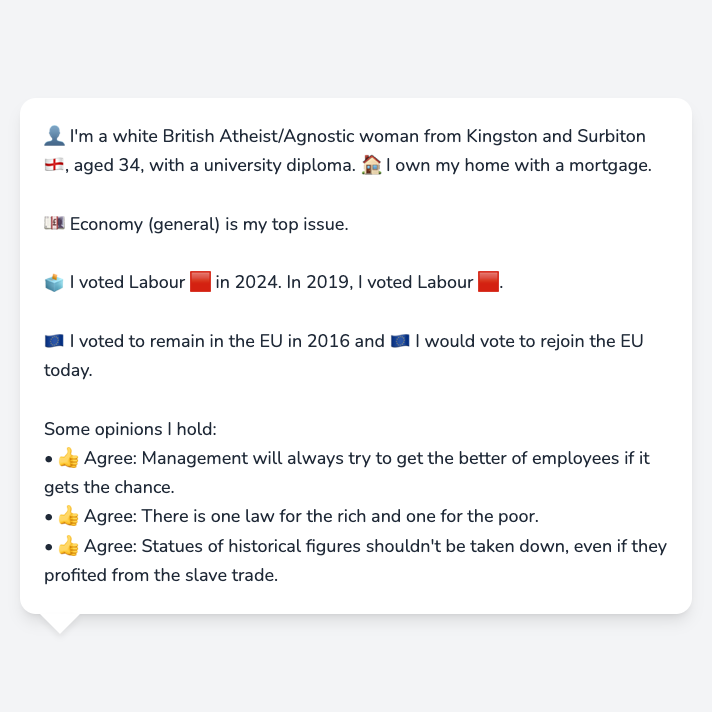 👤 I'm a white British Atheist/Agnostic woman from Kingston and Surbiton
🏴󠁧󠁢󠁥󠁮󠁧󠁿, aged 34, with a university diploma. 🏠 I own my home with a mortgage.
💷 Economy (general) is my top issue.
🗳️ I voted Labour 🟥 in 2024. In 2019, I voted Labour 🟥.
🇪🇺 I voted to remain in the EU in 2016 and 🇪🇺 I would vote to rejoin the EU
today.
Some opinions I hold:
• 👍 Agree: Management will always try to get the better of employees if it
gets the chance.
• 👍 Agree: There is one law for the rich and one for the poor.
• 👍 Agree: Statues of historical figures shouldn't be taken down, even if they
profited from the slave trade.